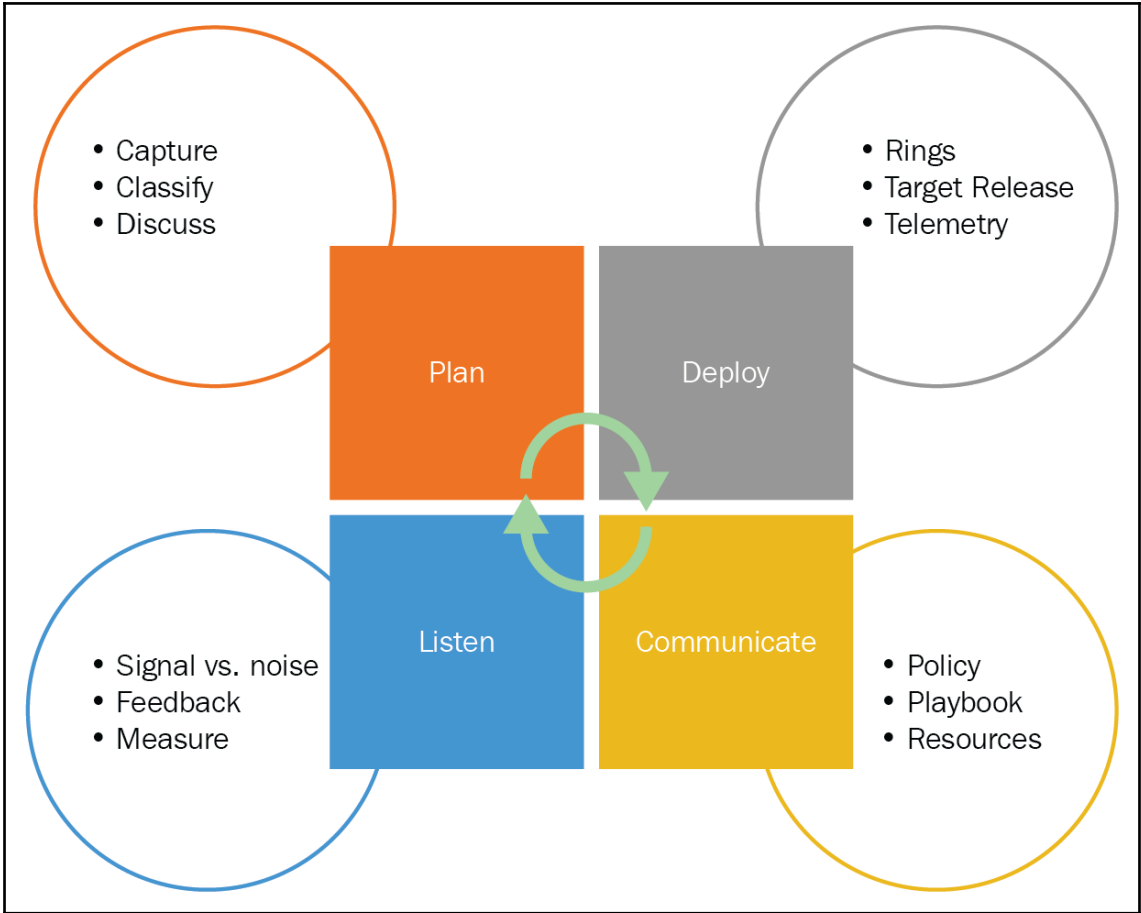 • Capture
• Classify
• Discuss
• Rings
• Target Release
• Telemetry
Plan
Deploy
Listen
Communicate
• Signal vs. noise
• Feedback
• Measure
• Policy
• Playbook
• Resources